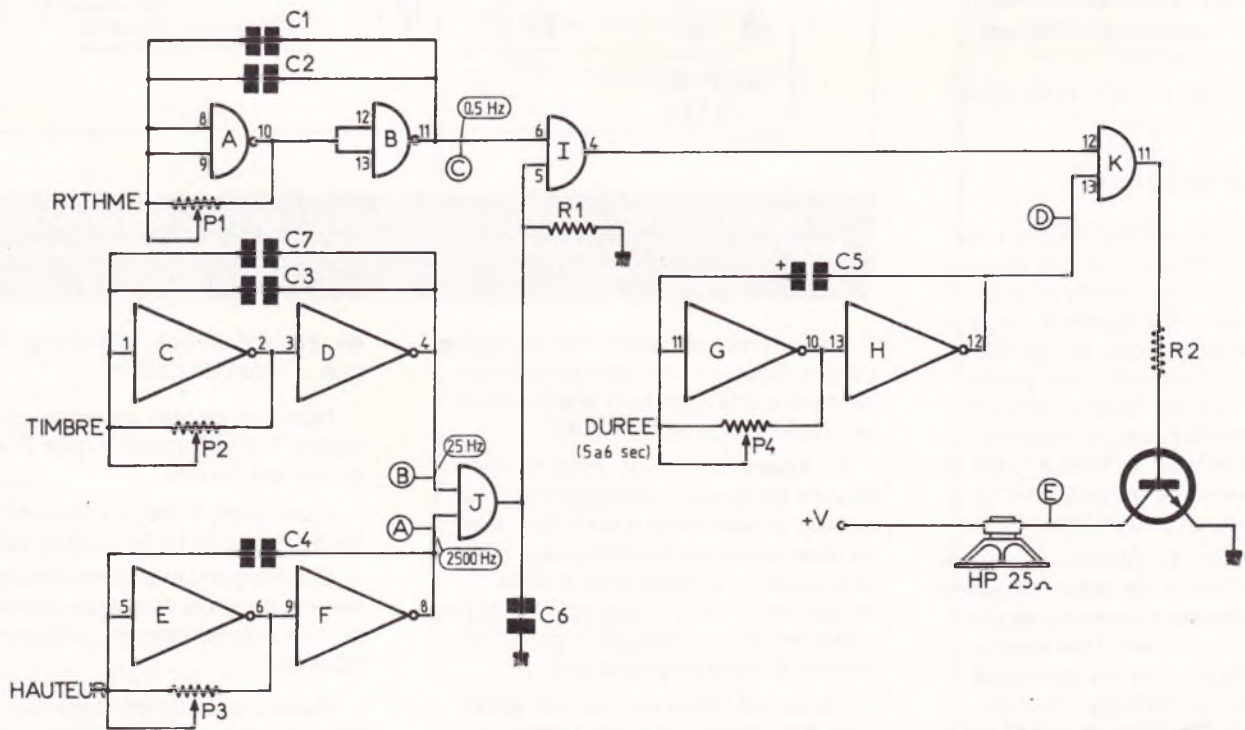 C1
C2
8
9
A
10
12
13
B
11
0.5 Hz
C
6
5
I
4
12
13
K
11
RYTHME
P1
R1
D
C7
C3
C5
+
1
C
2
3
D
4
11
G
10
13
H
12
R2
TIMBRE
P2
DUREE
(5 a 6 sec)
P4
25 Hz
B
A
J
2500 Hz
+V
E
HP 25Ω
C4
5
E
6
9
F
8
C6
HAUTEUR
P3